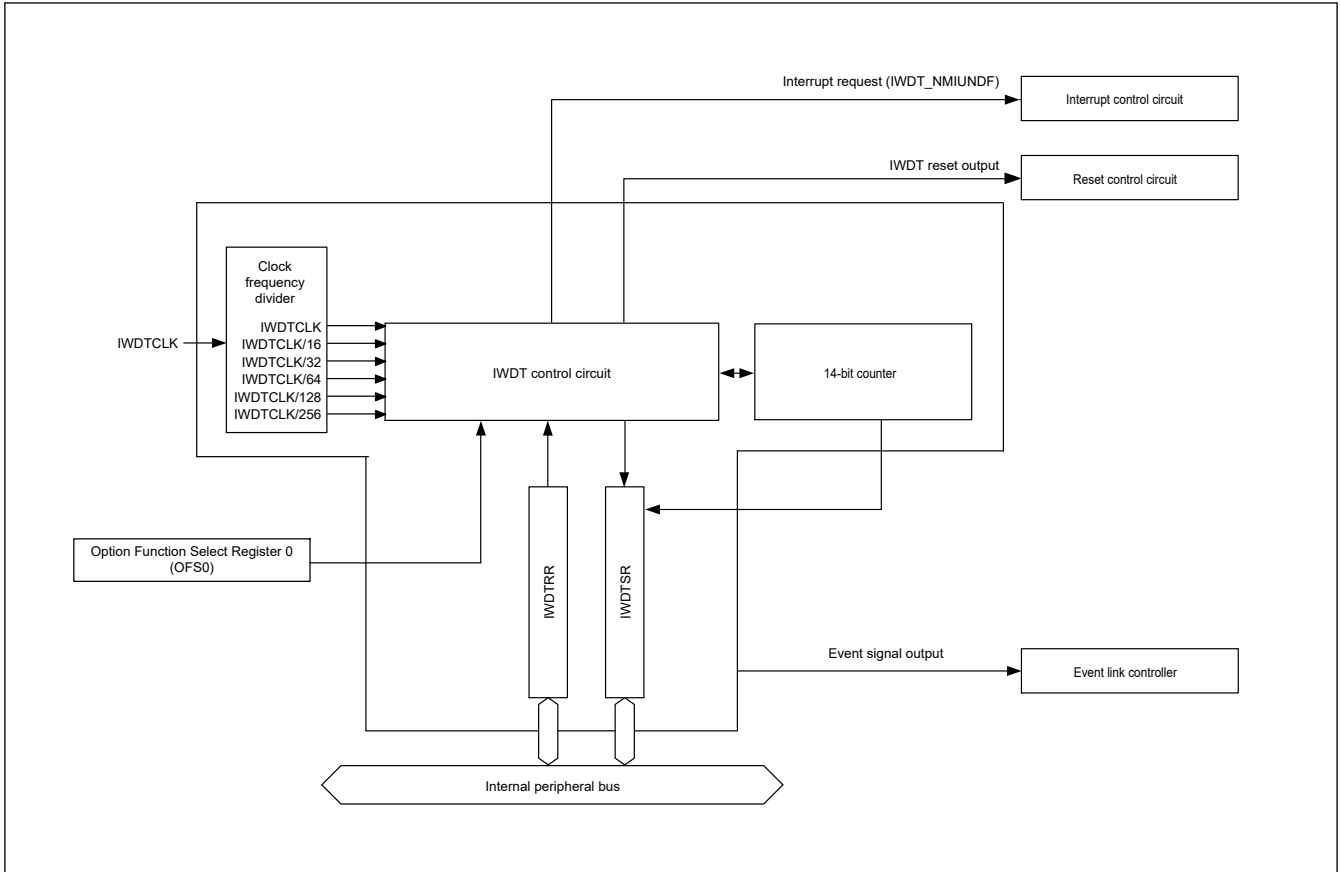 Interrupt request (IWDT_NMIUNDF)
Interrupt control circuit
IWDT reset output
Reset control circuit
Clock
frequency
divider
IWDTCLK
IWDTCLK
IWDTCLK/16
IWDTCLK/32
IWDTCLK/64
IWDTCLK/128
IWDTCLK/256
IWDT control circuit
14-bit counter
Option Function Select Register 0
(OFS0)
IWDTRR
IWDTSR
Event signal output
Event link controller
Internal peripheral bus